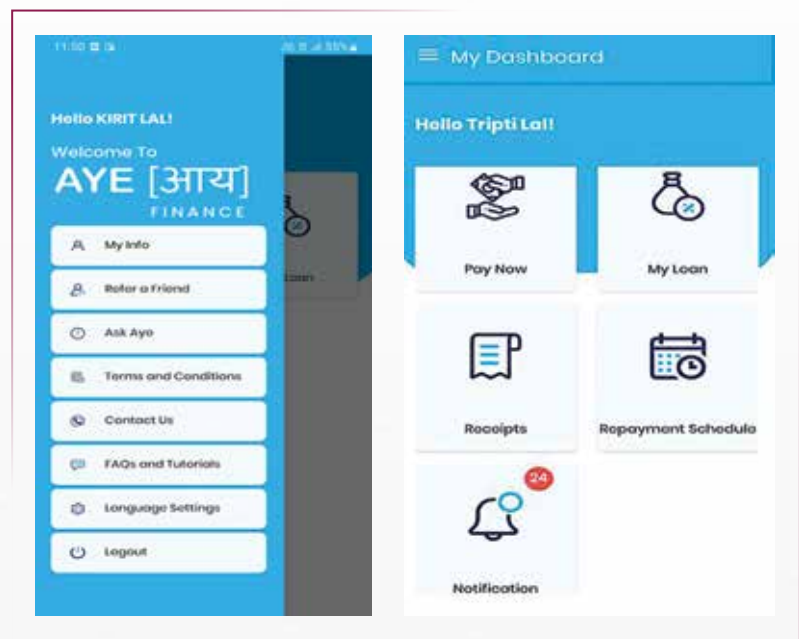 11:50
55%
Hello KIRIT LAL!
Welcome To
AYE [आय]
FINANCE
My Info
Refer a Friend
Ask Aye
Terms and Conditions
Contact Us
FAQs and Tutorials
Language Settings
Logout
Loan
My Dashboard
Hello Tripti Lal!
Pay Now
My Loan
Receipts
Repayment Schedule
24
Notification